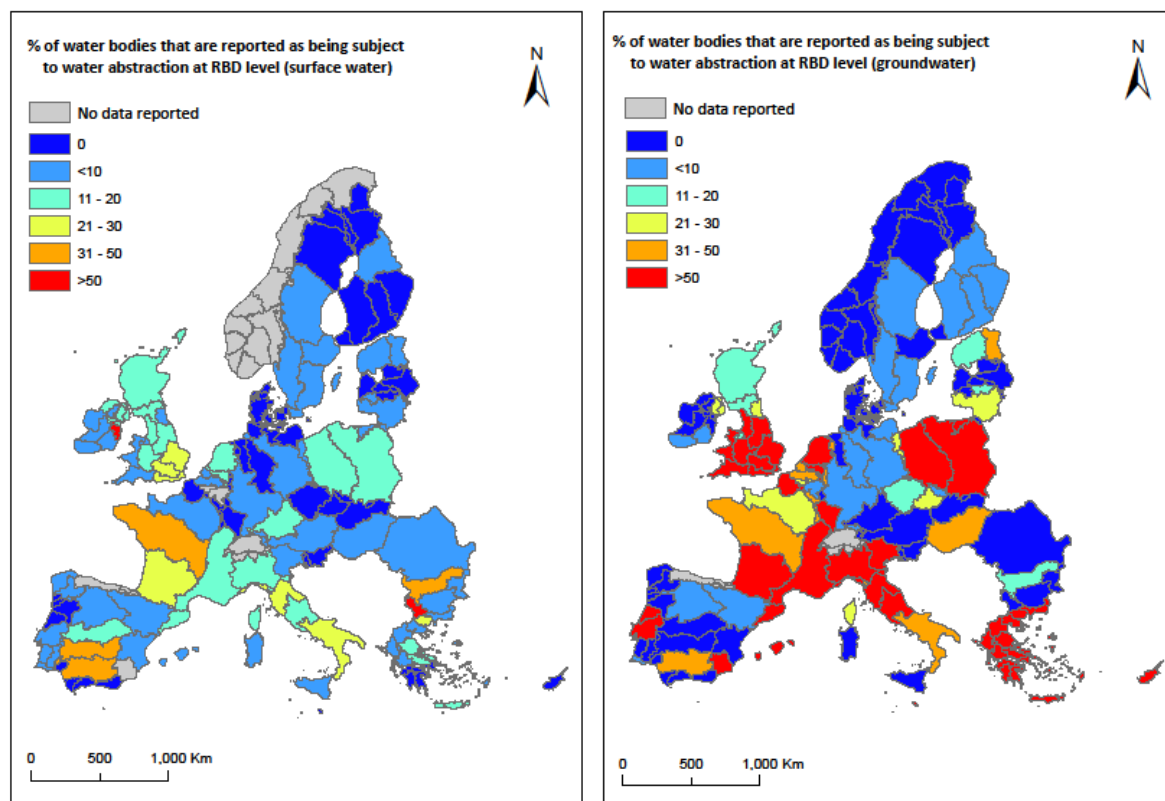 % of water bodies that are reported as being subject
to water abstraction at RBD level (surface water)
N
No data reported
0
<10
11 - 20
21 - 30
31 - 50
>50
0 500 1,000 Km
% of water bodies that are reported as being subject
to water abstraction at RBD level (groundwater)
N
No data reported
0
<10
11 - 20
21 - 30
31 - 50
>50
0 500 1,000 Km